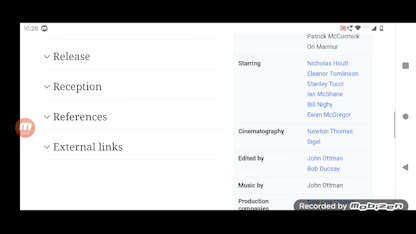 10:28
Release
Reception
References
External links
Patrick McCormick
Ori Marmur
Starring
Nicholas Hoult
Eleanor Tomlinson
Stanley Tucci
Ian McShane
Bill Nighy
Ewan McGregor
Cinematography
Newton Thomas
Sigel
Edited by
John Ottman
Bob Ducsay
Music by
John Ottman
Production
companies
Recorded by
Mobizen